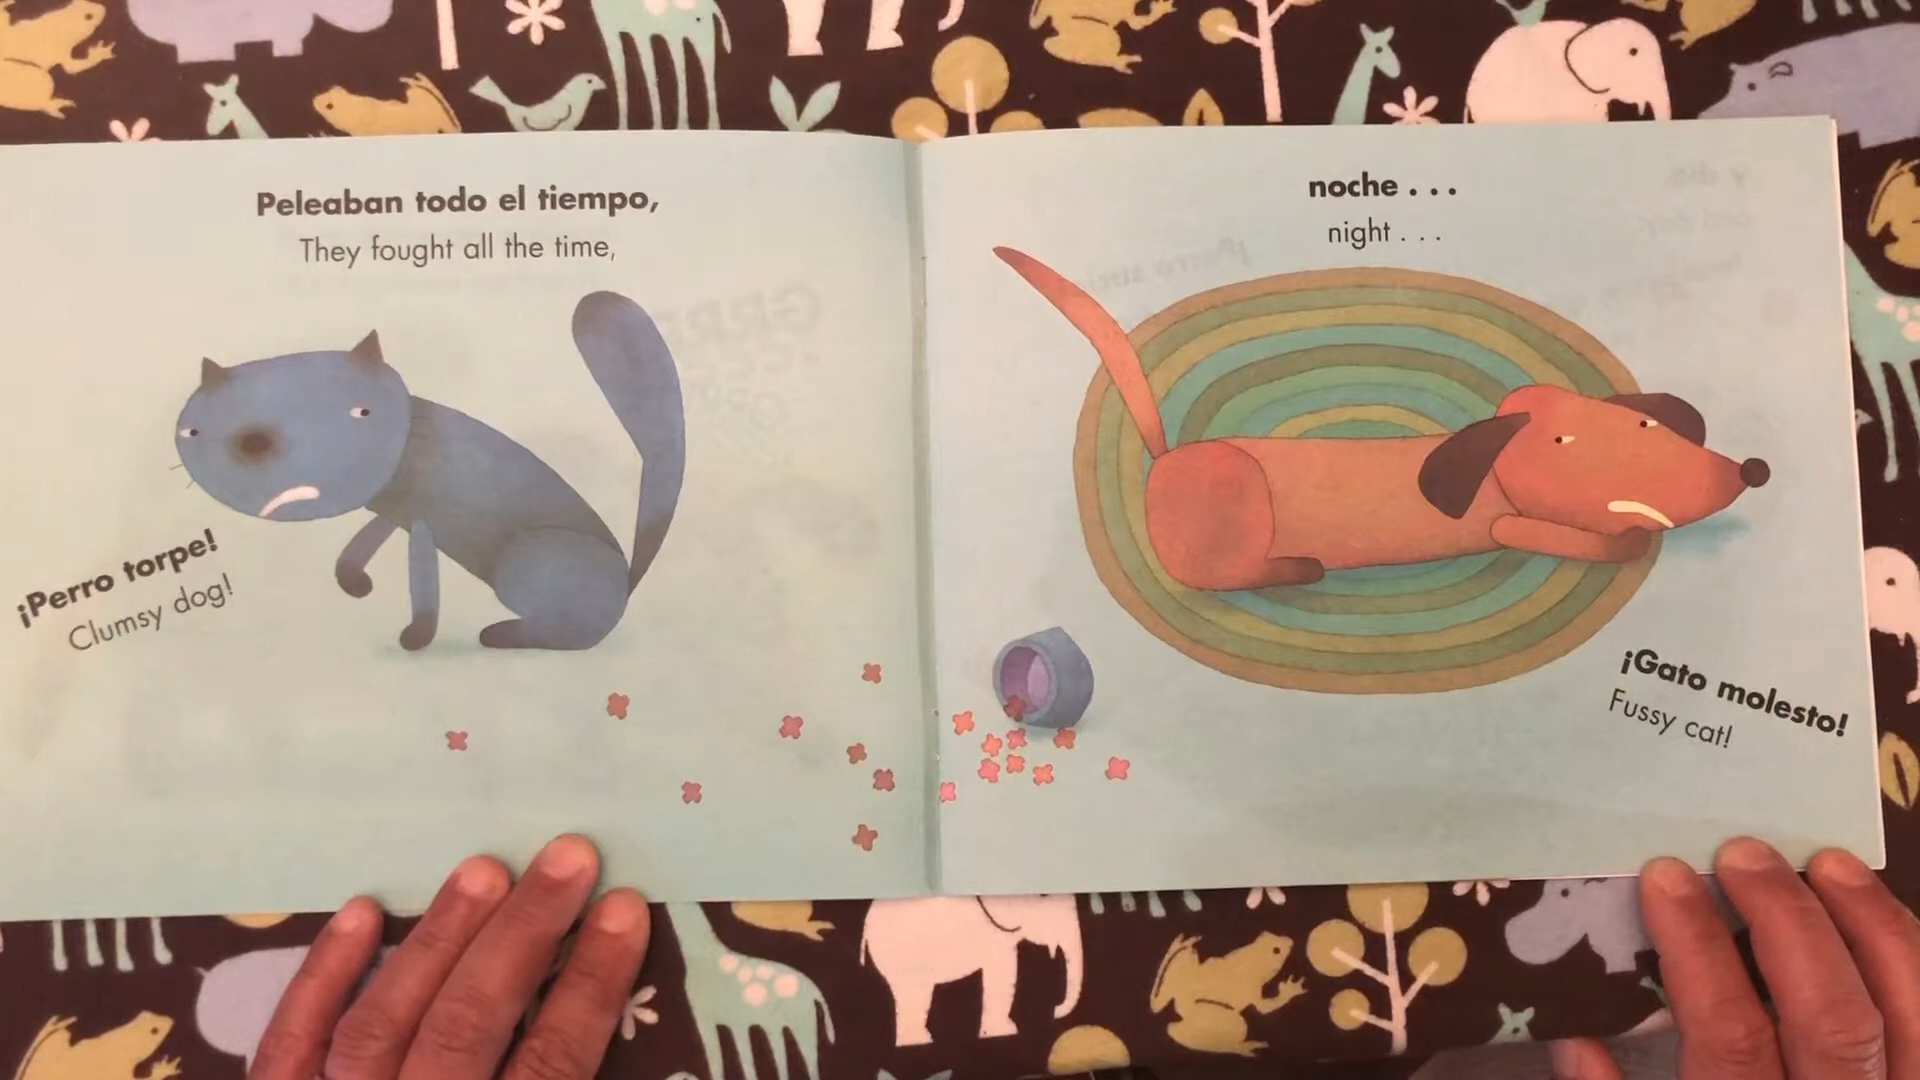 Peleaban todo el tiempo,
They fought all the time,
¡Perro torpe!
Clumsy dog!
noche . . .
night . . .
¡Gato molesto!
Fussy cat!